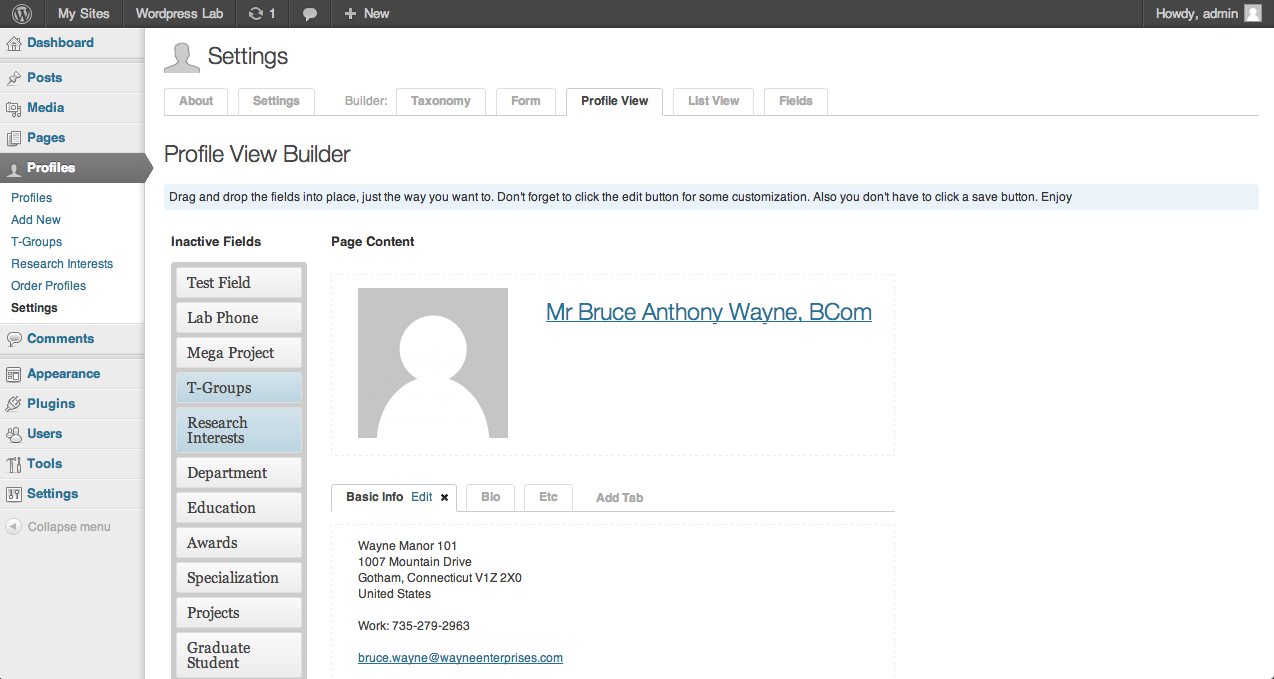 My Sites Wordpress Lab 1 + New Howdy, admin
Dashboard
Posts
Media
Pages
Profiles
Profiles
Add New
T-Groups
Research Interests
Order Profiles
Settings
Comments
Appearance
Plugins
Users
Tools
Settings
Collapse menu
Settings
About Settings Builder: Taxonomy Form Profile View List View Fields
Profile View Builder
Drag and drop the fields into place, just the way you want to. Don't forget to click the edit button for some customization. Also you don't have to click a save button. Enjoy
Inactive Fields
Test Field
Lab Phone
Mega Project
T-Groups
Research
Interests
Department
Education
Awards
Specialization
Projects
Graduate
Student
Page Content
Mr Bruce Anthony Wayne, BCom
Basic Info Edit × Bio Etc Add Tab
Wayne Manor 101
1007 Mountain Drive
Gotham, Connecticut V1Z 2X0
United States
Work: 735-279-2963
bruce.wayne@wayneenterprises.com